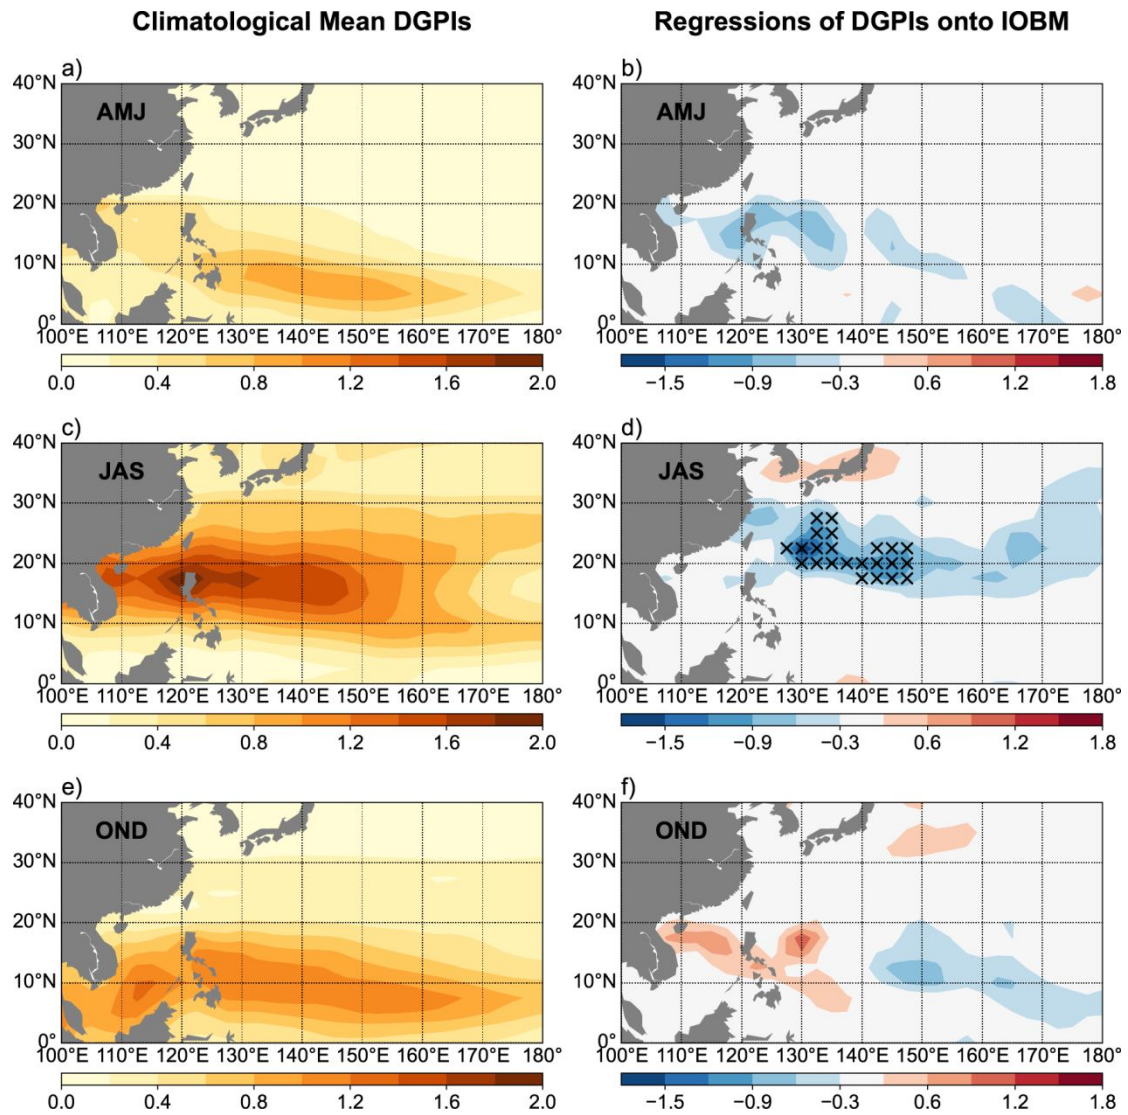 Climatological Mean DGPIs Regressions of DGPIs onto IOBM
a) b)
40°N 40°N
AMJ AMJ
30°N 30°N
20°N 20°N
10°N 10°N
0° 0°
100°E 110°E 120°E 130°E 140°E 150°E 160°E 170°E 180° 100°E 110°E 120°E 130°E 140°E 150°E 160°E 170°E 180°
0.0 0.4 0.8 1.2 1.6 2.0 −1.5 −0.9 −0.3 0.6 1.2 1.8
c) d)
40°N 40°N
JAS JAS
30°N 30°N
20°N 20°N
10°N 10°N
0° 0°
100°E 110°E 120°E 130°E 140°E 150°E 160°E 170°E 180° 100°E 110°E 120°E 130°E 140°E 150°E 160°E 170°E 180°
0.0 0.4 0.8 1.2 1.6 2.0 −1.5 −0.9 −0.3 0.6 1.2 1.8
e) f)
40°N 40°N
OND OND
30°N 30°N
20°N 20°N
10°N 10°N
0° 0°
100°E 110°E 120°E 130°E 140°E 150°E 160°E 170°E 180° 100°E 110°E 120°E 130°E 140°E 150°E 160°E 170°E 180°
0.0 0.4 0.8 1.2 1.6 2.0 −1.5 −0.9 −0.3 0.6 1.2 1.8